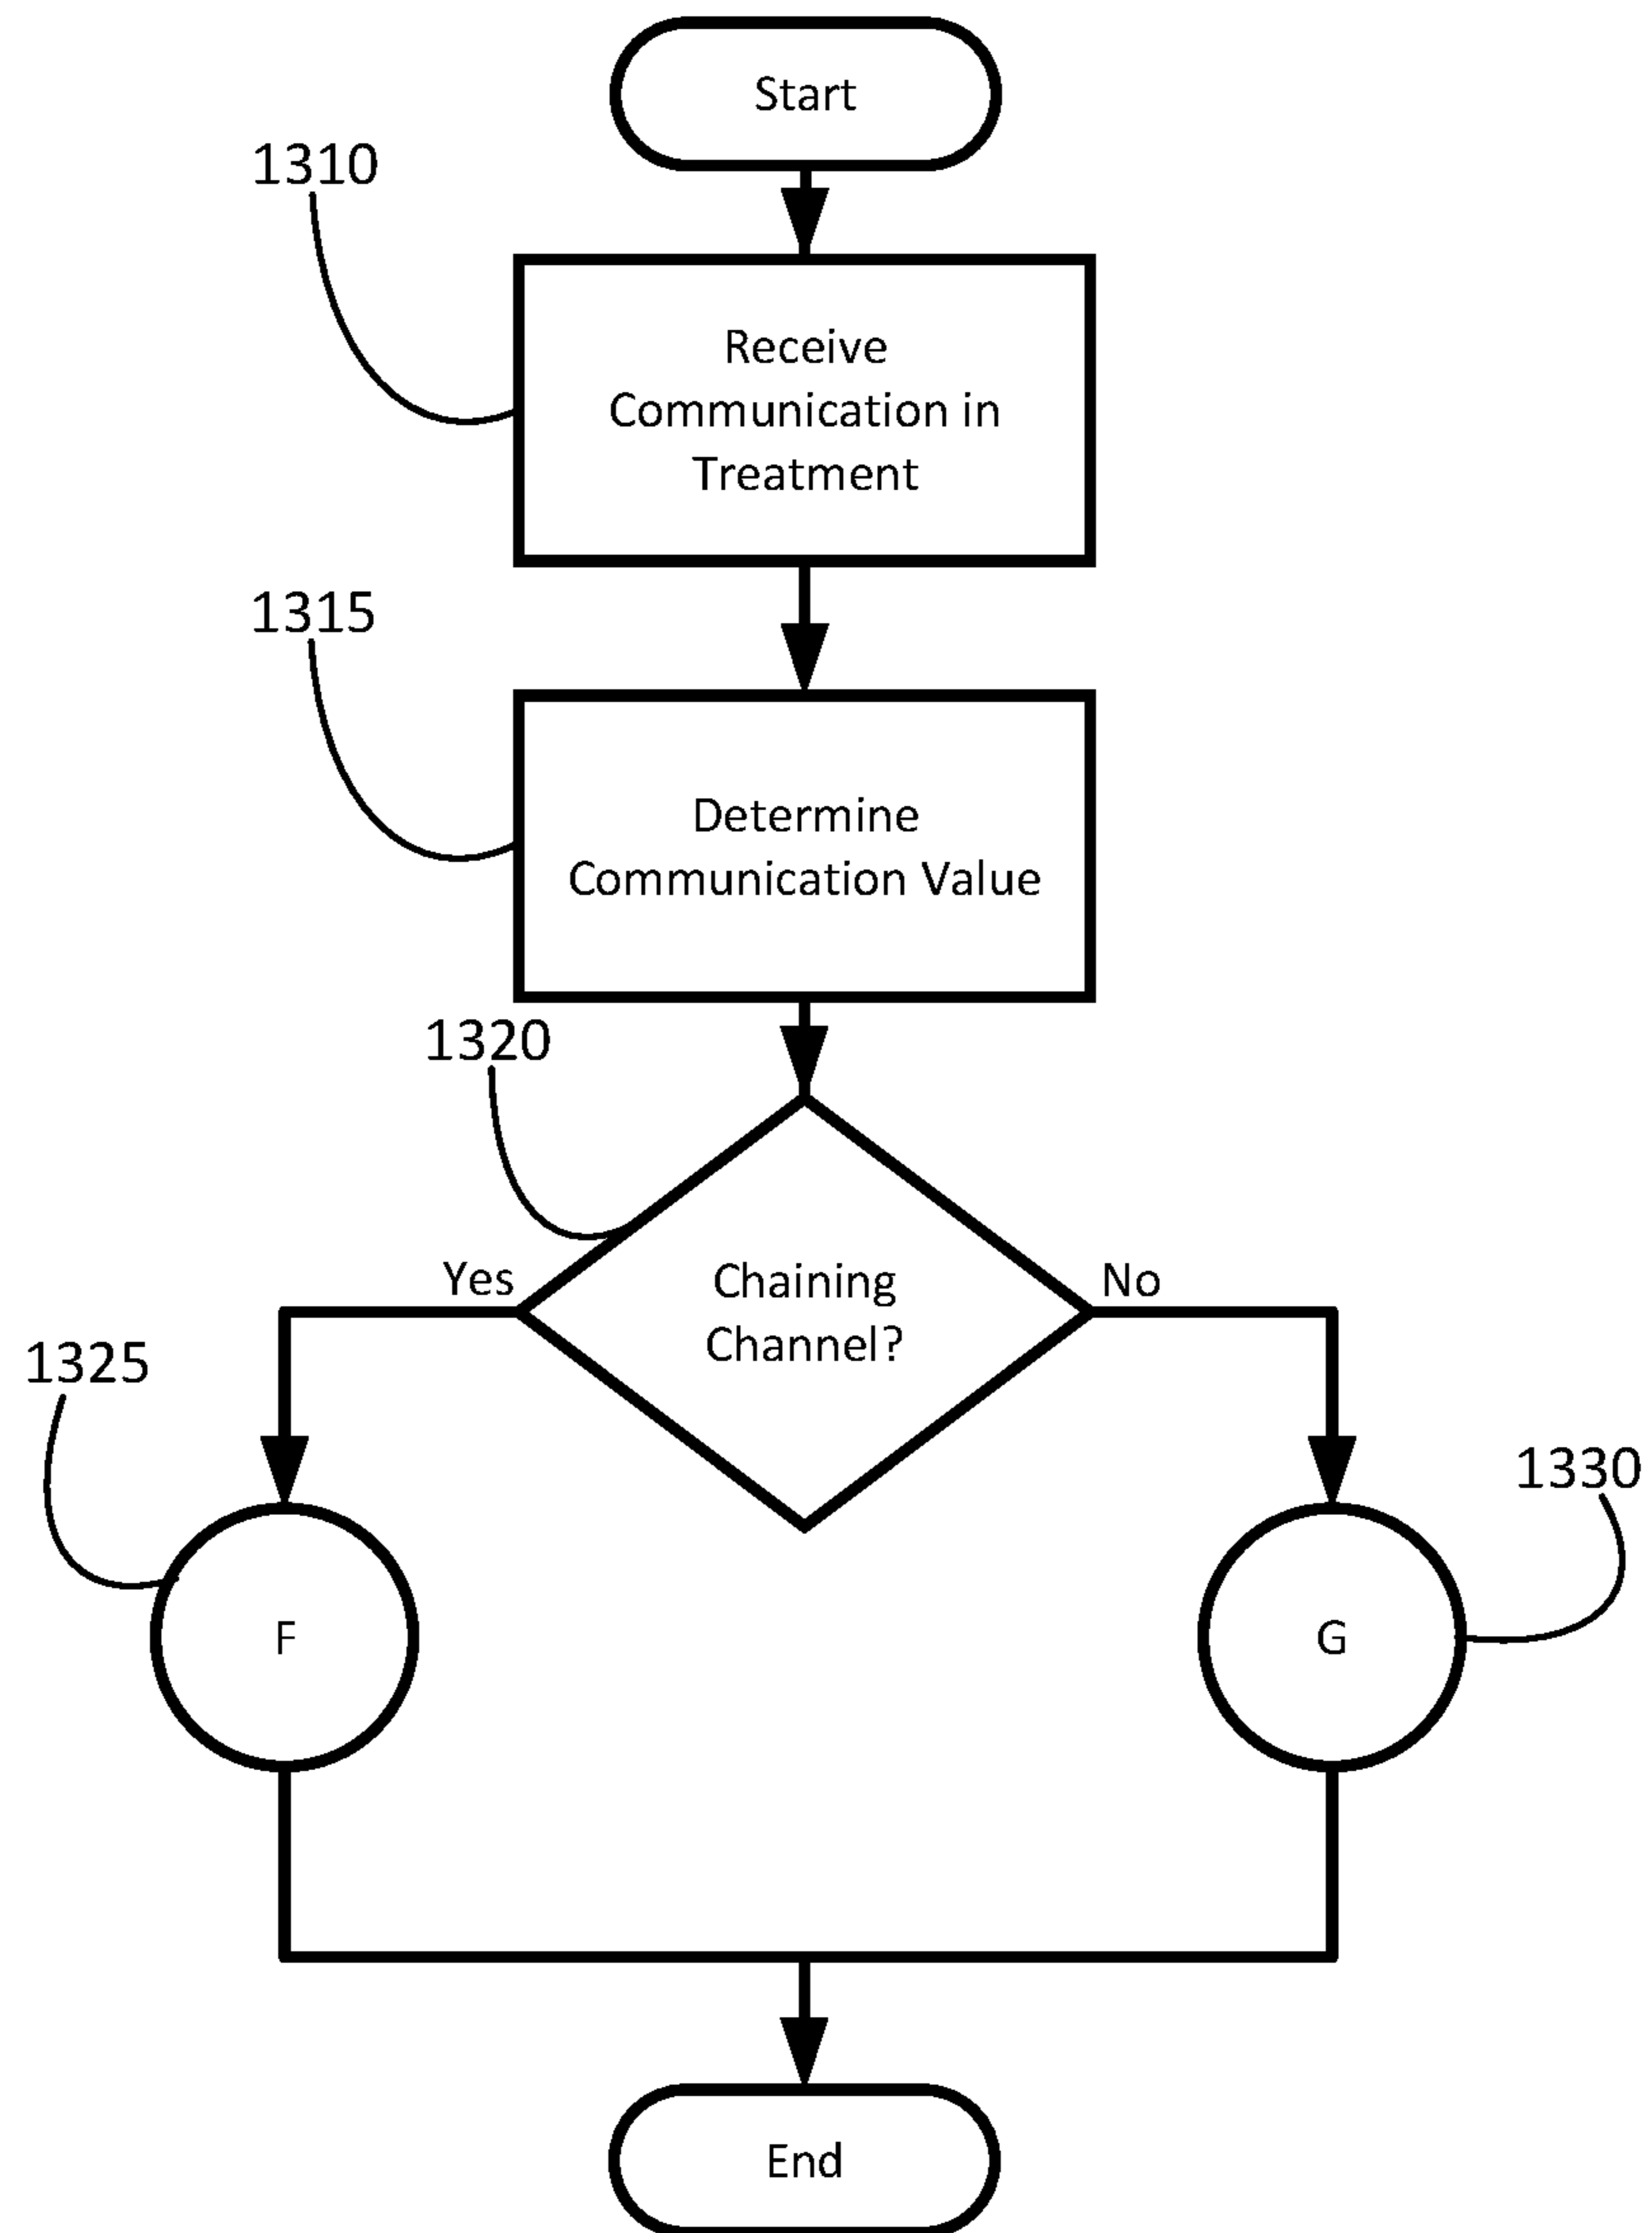 Start
1310
Receive
Communication in
Treatment
1315
Determine
Communication Value
1320
Yes
Chaining
Channel?
No
1325
1330
F
G
End